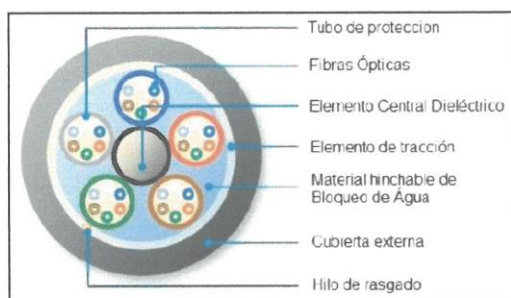 Tubo de proteccion
Fibras Ópticas
Elemento Central Dieléctrico
Elemento de tracción
Material hinchable de
Bloqueo de Água
Cubierta externa
Hilo de rasgado